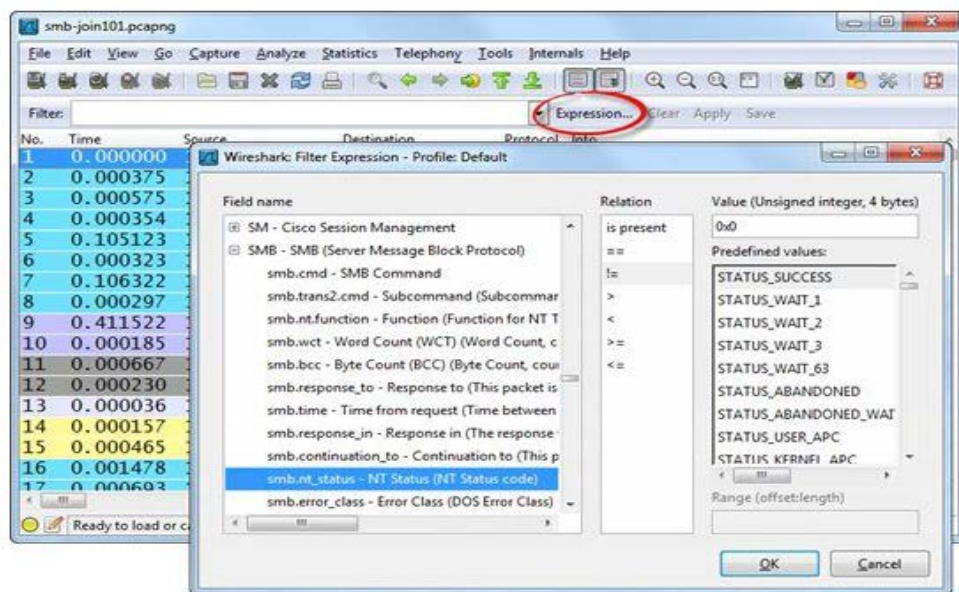 smb-join101.pcapng
File Edit View Go Capture Analyze Statistics Telephony Tools Internals Help
Filter: Expression... Clear Apply Save
No. Time Source Destination Protocol Info
1 0.000000
2 0.000375
3 0.000575
4 0.000354
5 0.105123
6 0.000323
7 0.106322
8 0.000297
9 0.411522
10 0.000185
11 0.000667
12 0.000230
13 0.000036
14 0.000157
15 0.000465
16 0.001478
17 0.000693
Ready to load or ca
Wireshark: Filter Expression - Profile: Default
Field name
SM - Cisco Session Management
SMB - SMB (Server Message Block Protocol)
smb.cmd - SMB Command
smb.trans2.cmd - Subcommand (Subcommar
smb.nt.function - Function (Function for NT T
smb.wct - Word Count (WCT) (Word Count, c
smb.bcc - Byte Count (BCC) (Byte Count, cour
smb.response_to - Response to (This packet is
smb.time - Time from request (Time between
smb.response_in - Response in (The response
smb.continuation_to - Continuation to (This p
smb.nt_status - NT Status (NT Status code)
smb.error_class - Error Class (DOS Error Class)
Relation
is present
==
!=
>
<
>=
<=
Value (Unsigned integer, 4 bytes)
0x0
Predefined values:
STATUS_SUCCESS
STATUS_WAIT_1
STATUS_WAIT_2
STATUS_WAIT_3
STATUS_WAIT_63
STATUS_ABANDONED
STATUS_ABANDONED_WAI
STATUS_USER_APC
STATUS_KERNEL_APC
Range (offset:length)
OK Cancel